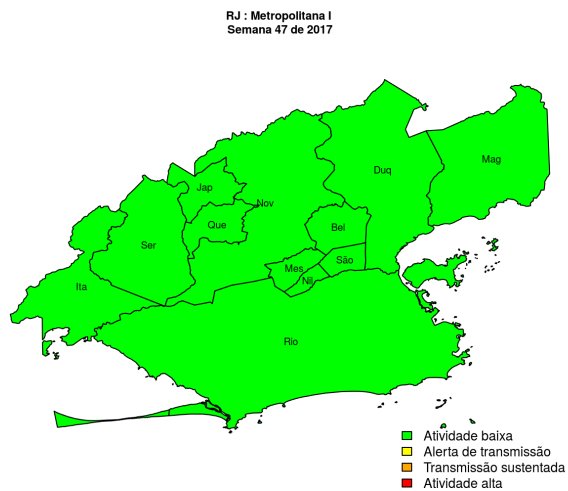 RJ : Metropolitana I
Semana 47 de 2017
Mag
Duq
Jap
Nov
Que
Bel
Ser
São
Mes
Nil
Ita
Rio
Atividade baixa
Alerta de transmissão
Transmissão sustentada
Atividade alta